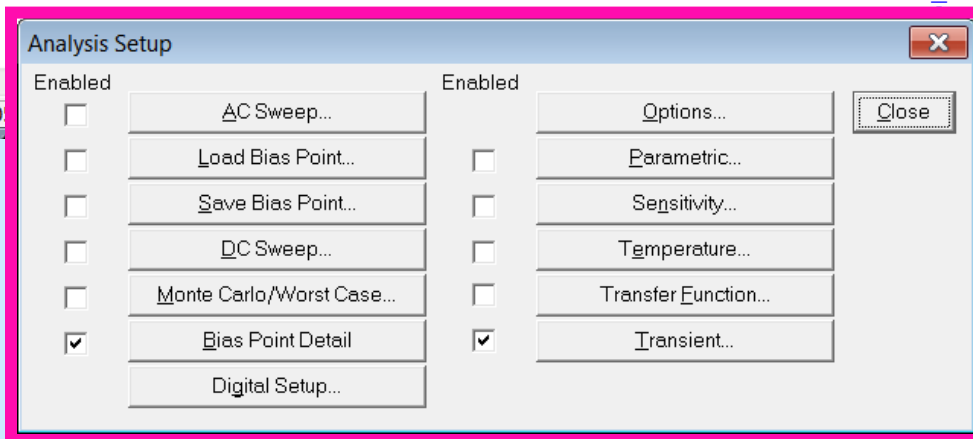 Analysis Setup
Enabled
AC Sweep...
Load Bias Point...
Save Bias Point...
DC Sweep...
Monte Carlo/Worst Case...
Bias Point Detail
Digital Setup...
Enabled
Options...
Parametric...
Sensitivity...
Temperature...
Transfer Function...
Transient...
Close